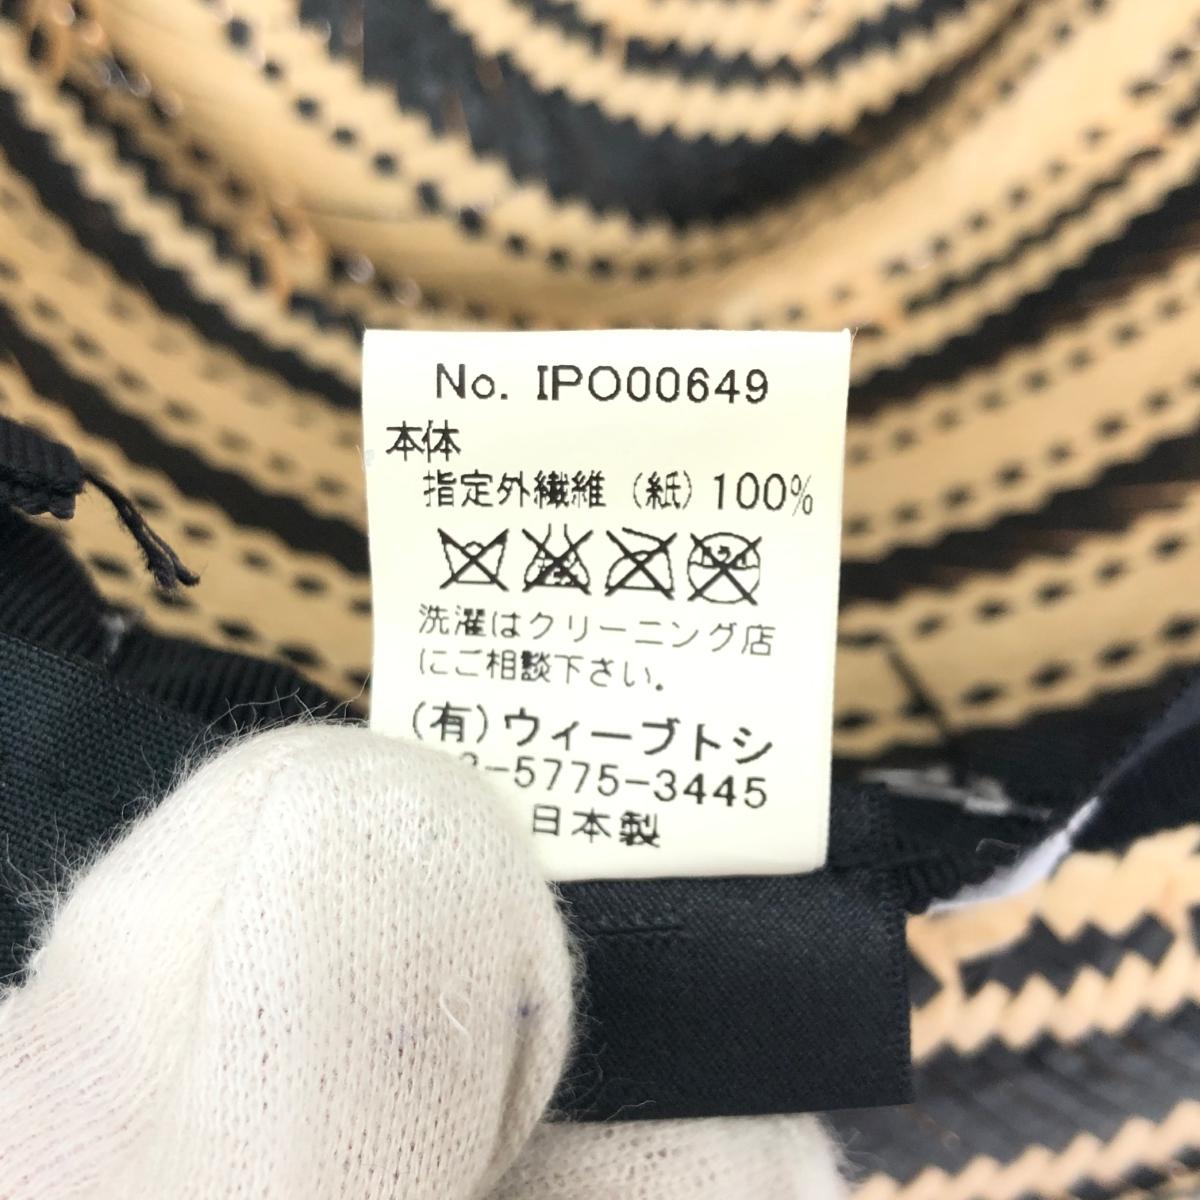 No. IPO00649
本体
指定外繊維（紙）100%
洗濯はクリーニング店
にご相談下さい。
(有)ウィーブトシ
3-5775-3445
日本製